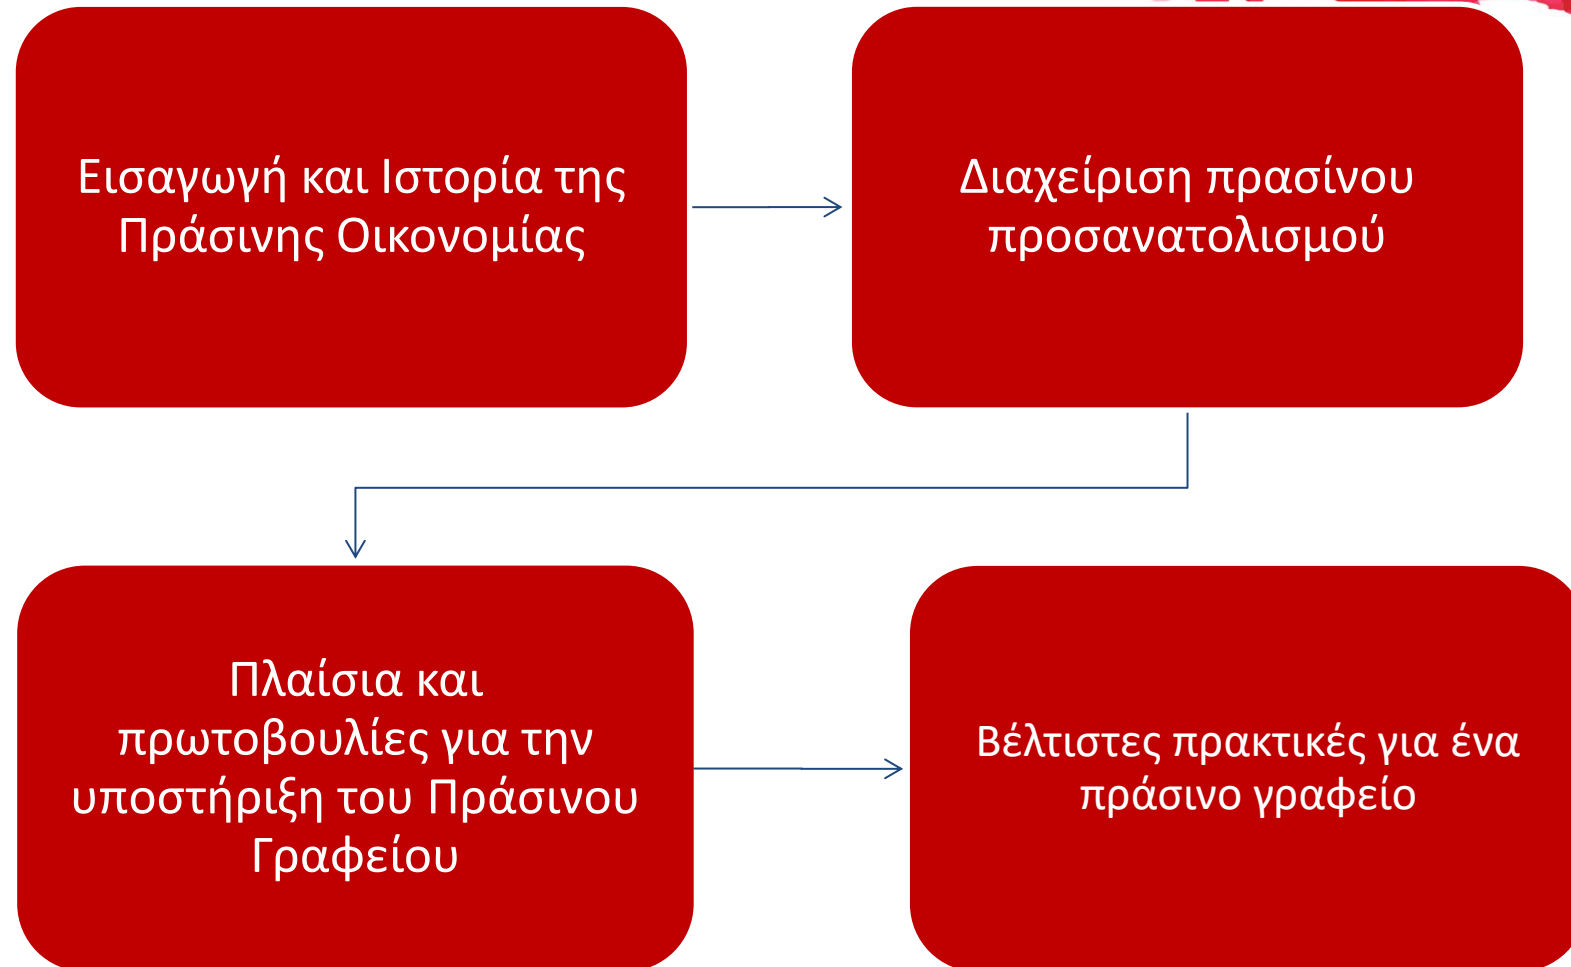 Εισαγωγή και Ιστορία της
Πράσινης Οικονομίας
Διαχείριση πρασίνου
προσανατολισμού
Πλαίσια και
πρωτοβουλίες για την
υποστήριξη του Πράσινου
Γραφείου
Βέλτιστες πρακτικές για ένα
πράσινο γραφείο